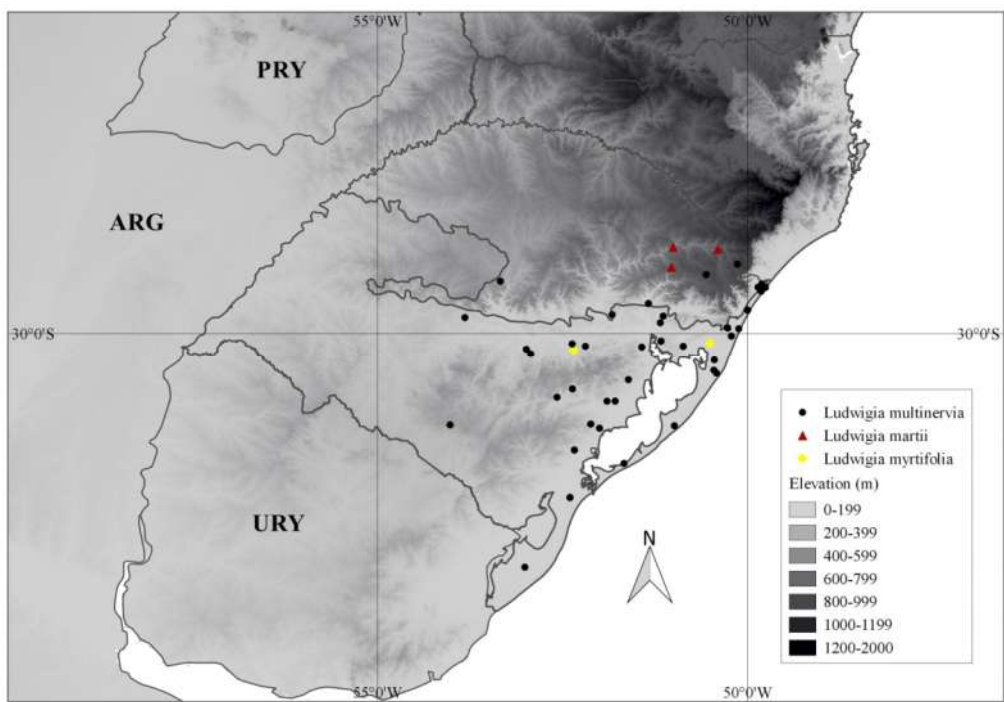 55°0'W
50°0'W
PRY
ARG
30°0'S
30°0'S
URY
N
Ludwigia multinervia
Ludwigia martii
Ludwigia myrtifolia
Elevation (m)
0-199
200-399
400-599
600-799
800-999
1000-1199
1200-2000
55°0'W
50°0'W